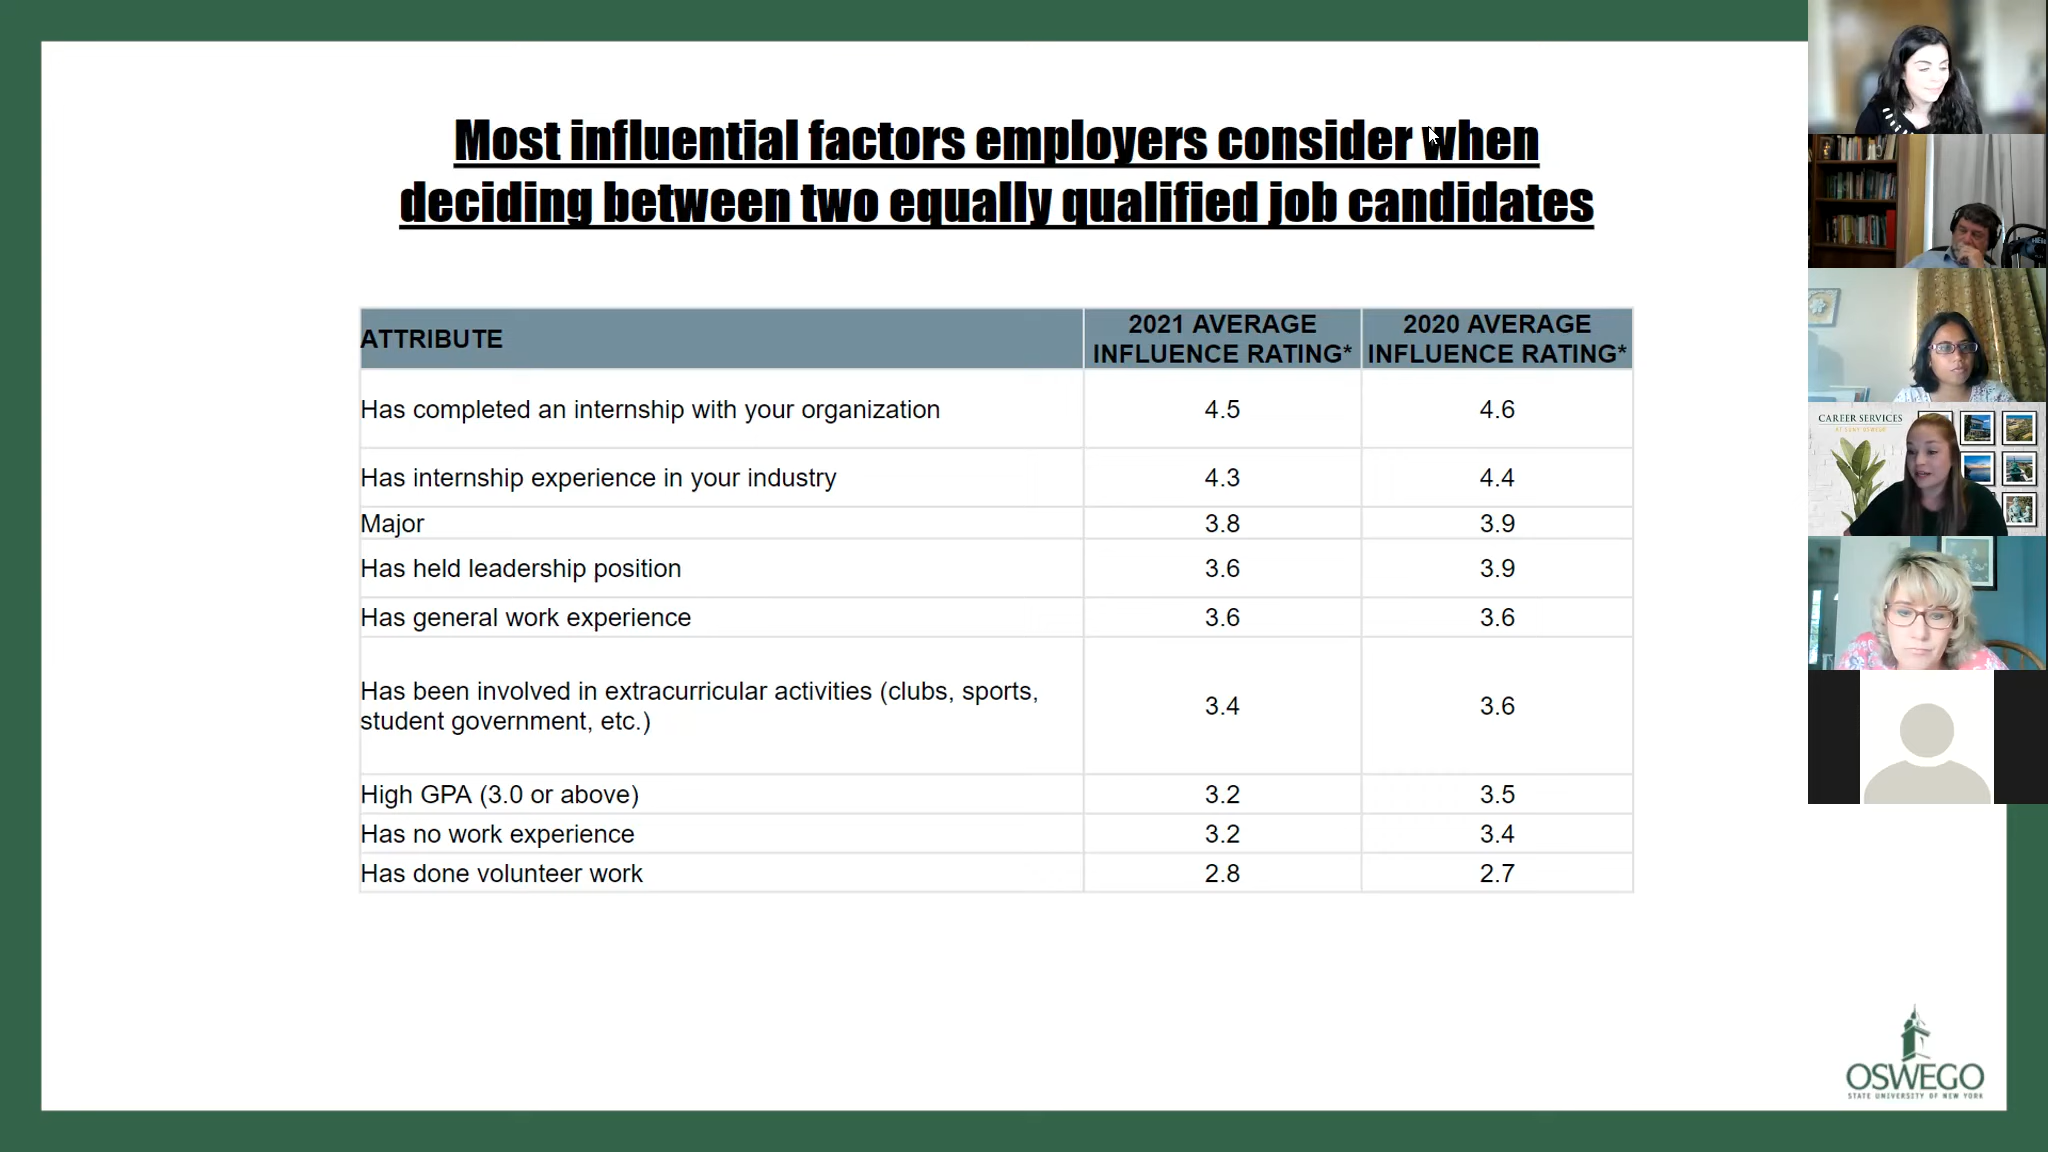 Most influential factors employers consider when
deciding between two equally qualified job candidates
ATTRIBUTE
2021 AVERAGE
INFLUENCE RATING*
2020 AVERAGE
INFLUENCE RATING*
Has completed an internship with your organization 4.5 4.6
Has internship experience in your industry 4.3 4.4
Major 3.8 3.9
Has held leadership position 3.6 3.9
Has general work experience 3.6 3.6
Has been involved in extracurricular activities (clubs, sports,
student government, etc.) 3.4 3.6
High GPA (3.0 or above) 3.2 3.5
Has no work experience 3.2 3.4
Has done volunteer work 2.8 2.7
CAREER SERVICES
AT SUNY OSWEGO
OSWEGO
STATE UNIVERSITY OF NEW YORK